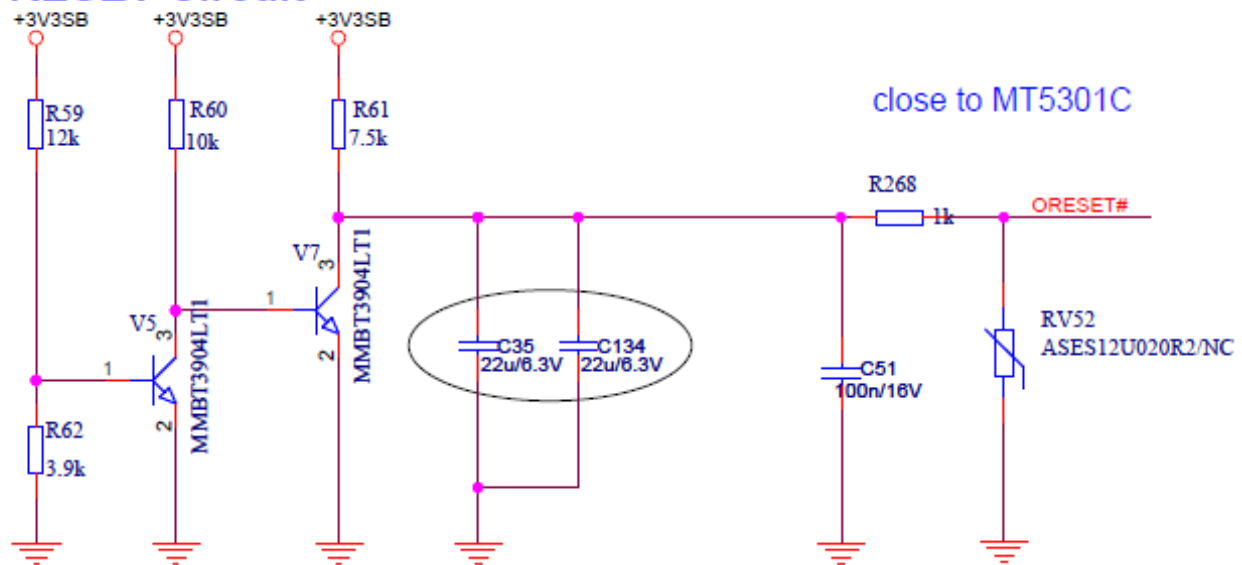 +3V3SB
+3V3SB
+3V3SB
close to MT5301C
R59
12k
R60
10k
R61
7.5k
R268
1k
ORESET#
V7
3
1
2
MMBT3904LT1
V5
3
1
2
MMBT3904LT1
C35
22u/6.3V
C134
22u/6.3V
RV52
ASES12U020R2/NC
C51
100n/16V
R62
3.9k